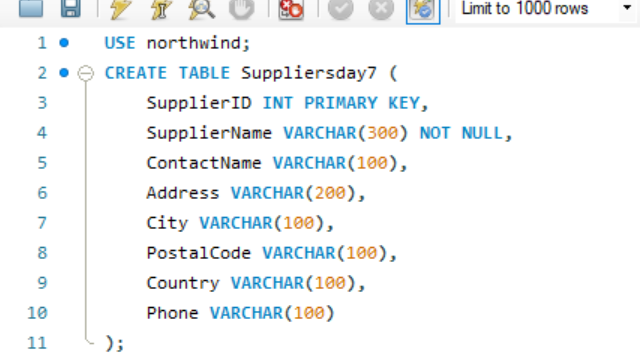 Limit to 1000 rows
1 USE northwind;
2 CREATE TABLE Suppliersday7 (
3 SupplierID INT PRIMARY KEY,
4 SupplierName VARCHAR(300) NOT NULL,
5 ContactName VARCHAR(100),
6 Address VARCHAR(200),
7 City VARCHAR(100),
8 PostalCode VARCHAR(100),
9 Country VARCHAR(100),
10 Phone VARCHAR(100)
11 );